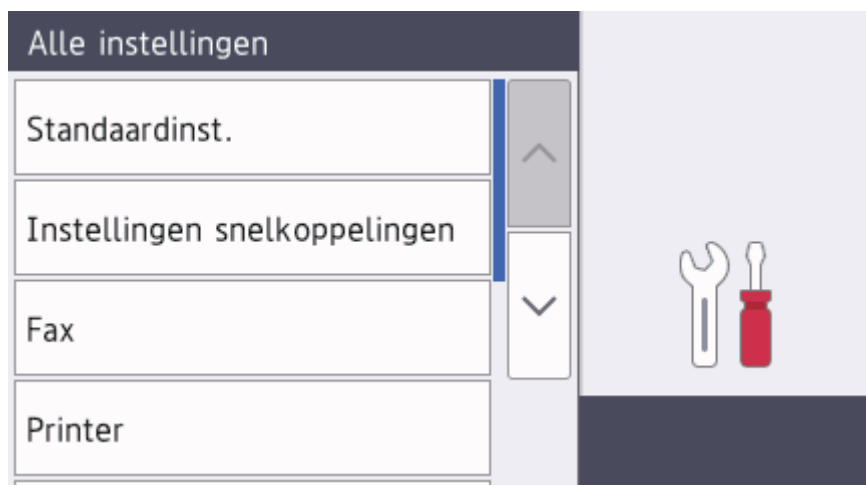 Alle instellingen
Standaardinst.
Instellingen snelkoppelingen
Fax
Printer